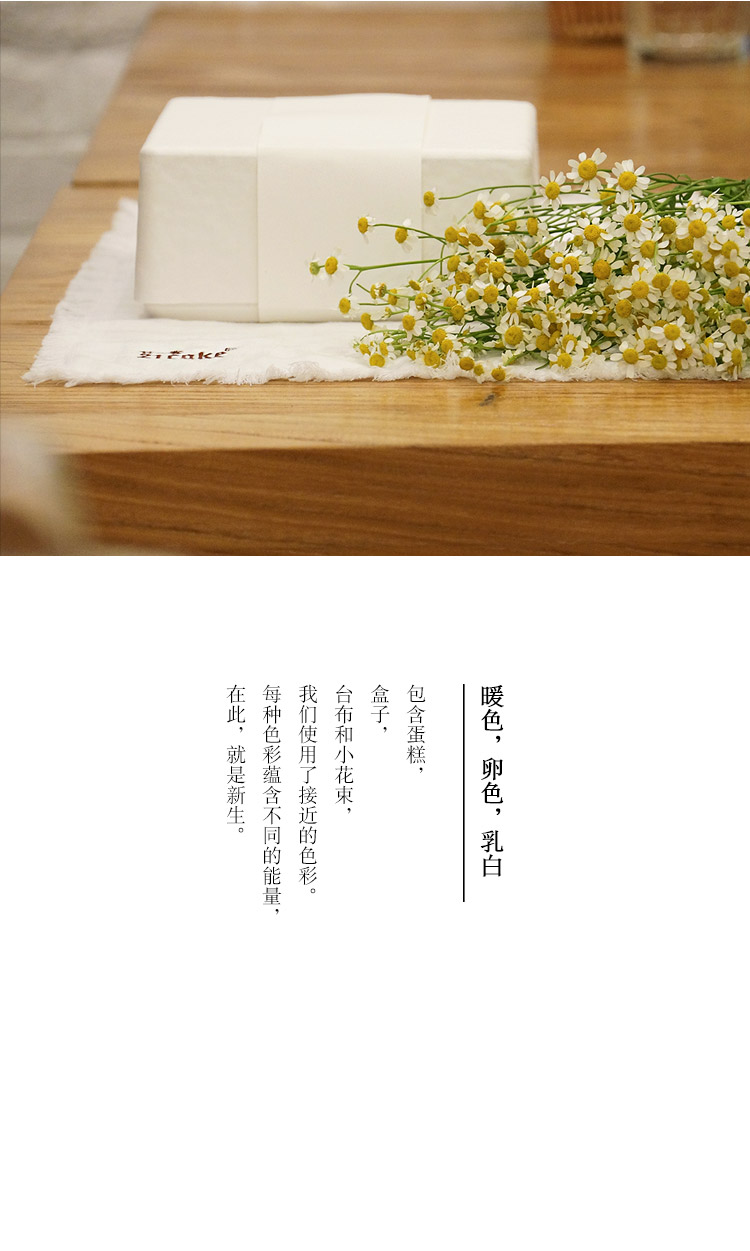 暖色，卵色，乳白
包含蛋糕，
盒子，
台布和小花束，
我们使用了接近的色彩。
每种色彩蕴含不同的能量，
在此，就是新生。